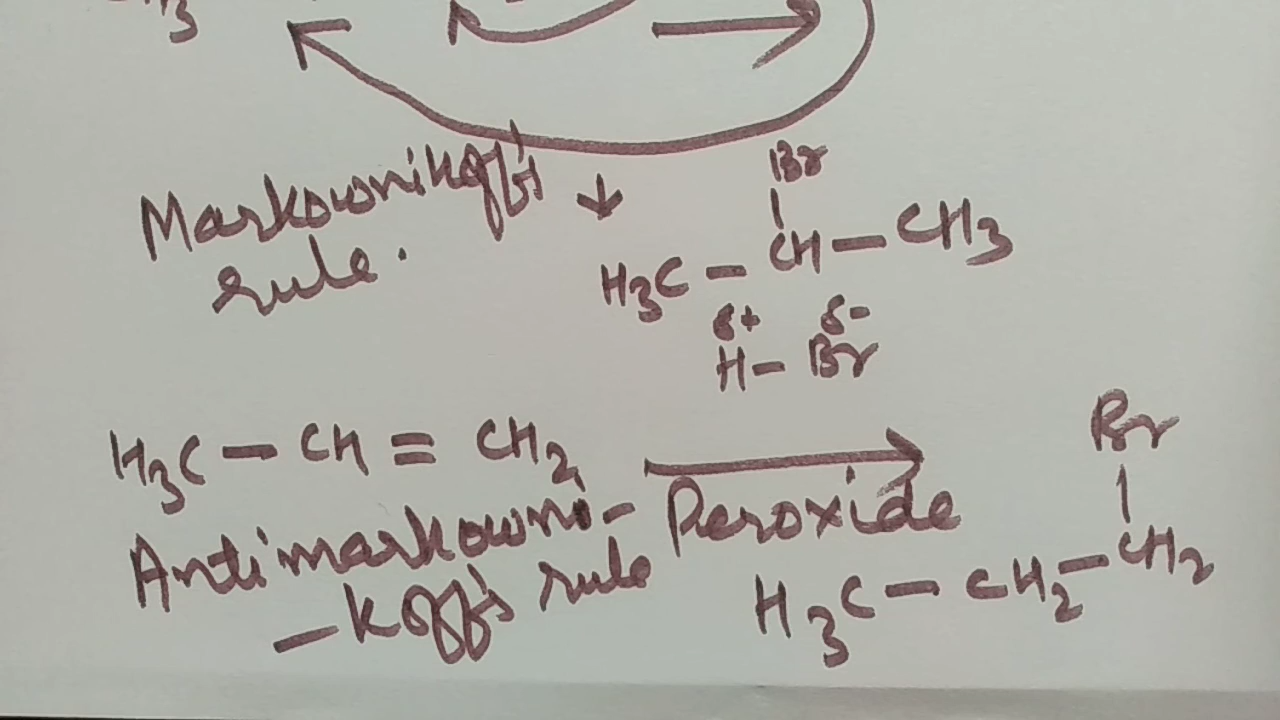 Markownikoff's
rule.
Br
|
H3C - CH - CH3
δ+ δ-
H - Br
H3C - CH = CH2
Peroxide
Antimarkowni-
- koff's rule
Br
|
H3C - CH2 - CH2